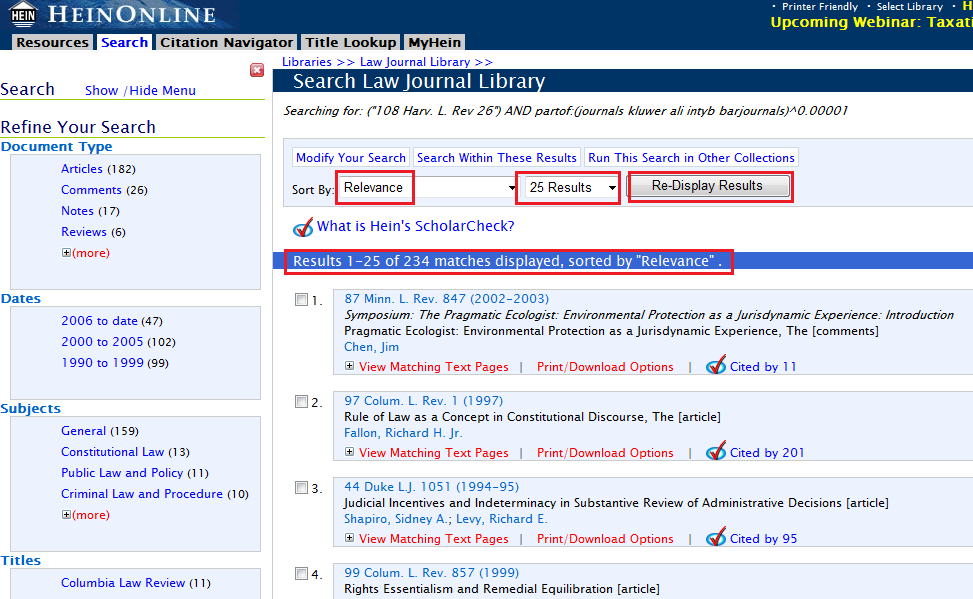 HEIN HEINONLINE
· Printer Friendly · Select Library · H
Upcoming Webinar: Taxati
Resources Search Citation Navigator Title Lookup MyHein
Libraries >> Law Journal Library >>
Search Law Journal Library
Search Show /Hide Menu
Searching for: ("108 Harv. L. Rev 26") AND partof:(journals kluwer ali intyb barjournals)^0.00001
Refine Your Search
Document Type
Articles (182)
Comments (26)
Notes (17)
Reviews (6)
(more)
Dates
2006 to date (47)
2000 to 2005 (102)
1990 to 1999 (99)
Subjects
General (159)
Constitutional Law (13)
Public Law and Policy (11)
Criminal Law and Procedure (10)
(more)
Titles
Columbia Law Review (11)
Modify Your Search Search Within These Results Run This Search in Other Collections
Sort By: Relevance 25 Results Re-Display Results
What is Hein's ScholarCheck?
Results 1-25 of 234 matches displayed, sorted by "Relevance" .
1. 87 Minn. L. Rev. 847 (2002-2003)
Symposium: The Pragmatic Ecologist: Environmental Protection as a Jurisdynamic Experience: Introduction
Pragmatic Ecologist: Environmental Protection as a Jurisdynamic Experience, The [comments]
Chen, Jim
View Matching Text Pages | Print/Download Options | Cited by 11
2. 97 Colum. L. Rev. 1 (1997)
Rule of Law as a Concept in Constitutional Discourse, The [article]
Fallon, Richard H. Jr.
View Matching Text Pages | Print/Download Options | Cited by 201
3. 44 Duke L.J. 1051 (1994-95)
Judicial Incentives and Indeterminacy in Substantive Review of Administrative Decisions [article]
Shapiro, Sidney A.; Levy, Richard E.
View Matching Text Pages | Print/Download Options | Cited by 95
4. 99 Colum. L. Rev. 857 (1999)
Rights Essentialism and Remedial Equilibration [article]